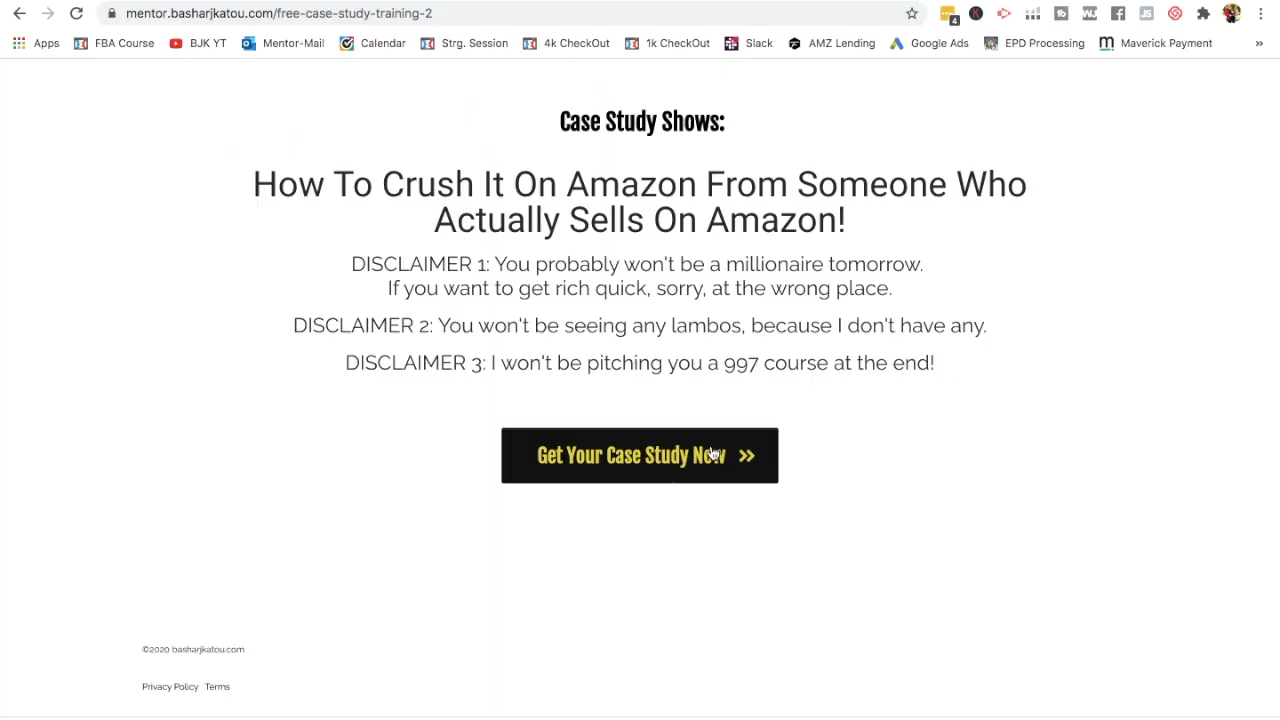 mentor.basharjkatou.com/free-case-study-training-2
4
Apps FBA Course BJK YT Mentor-Mail Calendar Strg. Session 4k CheckOut 1k CheckOut Slack AMZ Lending Google Ads EPD Processing Maverick Payment »
Case Study Shows:
How To Crush It On Amazon From Someone Who
Actually Sells On Amazon!
DISCLAIMER 1: You probably won't be a millionaire tomorrow.
If you want to get rich quick, sorry, at the wrong place.
DISCLAIMER 2: You won't be seeing any lambos, because I don't have any.
DISCLAIMER 3: I won't be pitching you a 997 course at the end!
Get Your Case Study Now »
©2020 basharjkatou.com
Privacy Policy Terms